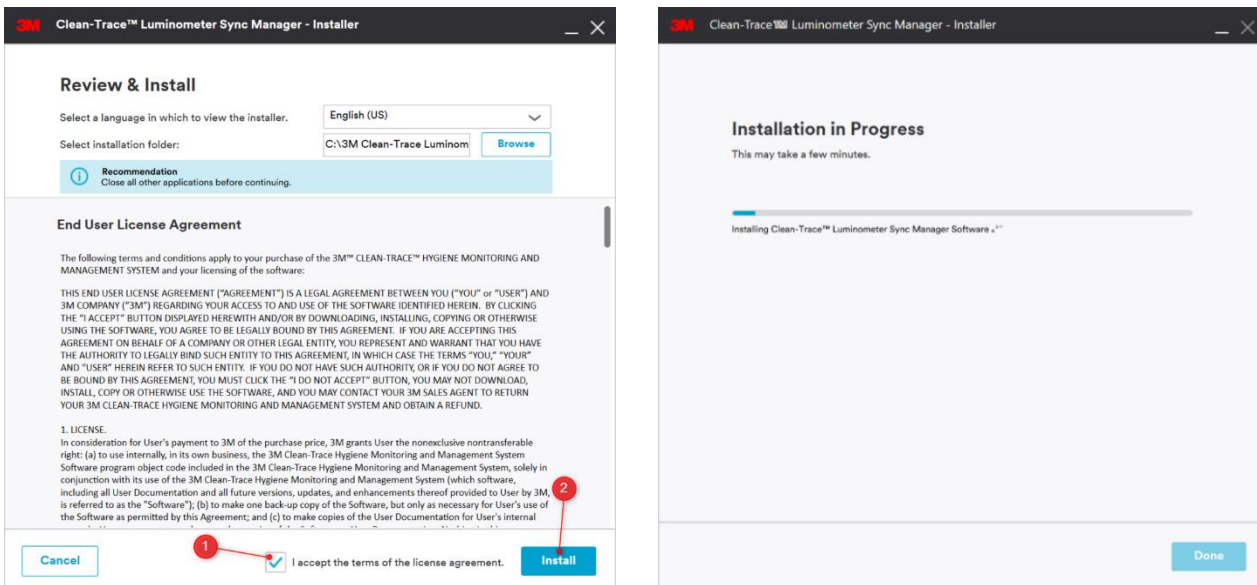 3M Clean-Trace™ Luminometer Sync Manager - Installer
Review & Install
Select a language in which to view the installer.
English (US)
Select installation folder:
C:\3M Clean-Trace Luminom
Browse
Recommendation
Close all other applications before continuing.
End User License Agreement
The following terms and conditions apply to your purchase of the 3M™ CLEAN-TRACE™ HYGIENE MONITORING AND
MANAGEMENT SYSTEM and your licensing of the software:
THIS END USER LICENSE AGREEMENT ("AGREEMENT") IS A LEGAL AGREEMENT BETWEEN YOU ("YOU" or "USER") AND
3M COMPANY ("3M") REGARDING YOUR ACCESS TO AND USE OF THE SOFTWARE IDENTIFIED HEREIN. BY CLICKING
THE "I ACCEPT" BUTTON DISPLAYED HEREWITH AND/OR BY DOWNLOADING, INSTALLING, COPYING OR OTHERWISE
USING THE SOFTWARE, YOU AGREE TO BE LEGALLY BOUND BY THIS AGREEMENT. IF YOU ARE ACCEPTING THIS
AGREEMENT ON BEHALF OF A COMPANY OR OTHER LEGAL ENTITY, YOU REPRESENT AND WARRANT THAT YOU HAVE
THE AUTHORITY TO LEGALLY BIND SUCH ENTITY TO THIS AGREEMENT, IN WHICH CASE THE TERMS "YOU," "YOUR"
AND "USER" HEREIN REFER TO SUCH ENTITY. IF YOU DO NOT HAVE SUCH AUTHORITY, OR IF YOU DO NOT AGREE TO
BE BOUND BY THIS AGREEMENT, YOU MUST CLICK THE "I DO NOT ACCEPT" BUTTON, YOU MAY NOT DOWNLOAD,
INSTALL, COPY OR OTHERWISE USE THE SOFTWARE, AND YOU MAY CONTACT YOUR 3M SALES AGENT TO RETURN
YOUR 3M CLEAN-TRACE HYGIENE MONITORING AND MANAGEMENT SYSTEM AND OBTAIN A REFUND.
1. LICENSE.
In consideration for User's payment to 3M of the purchase price, 3M grants User the nonexclusive nontransferable
right: (a) to use internally, in its own business, the 3M Clean-Trace Hygiene Monitoring and Management System
Software program object code included in the 3M Clean-Trace Hygiene Monitoring and Management System, solely in
conjunction with its use of the 3M Clean-Trace Hygiene Monitoring and Management System (which software,
including all User Documentation and all future versions, updates, and enhancements thereof provided to User by 3M,
is referred to as the "Software"); (b) to make one back-up copy of the Software, but only as necessary for User's use of
the Software as permitted by this Agreement; and (c) to make copies of the User Documentation for User's internal
2
1
Cancel
I accept the terms of the license agreement.
Install
3M Clean-Trace™ Luminometer Sync Manager - Installer
Installation in Progress
This may take a few minutes.
Installing Clean-Trace™ Luminometer Sync Manager Software
Done